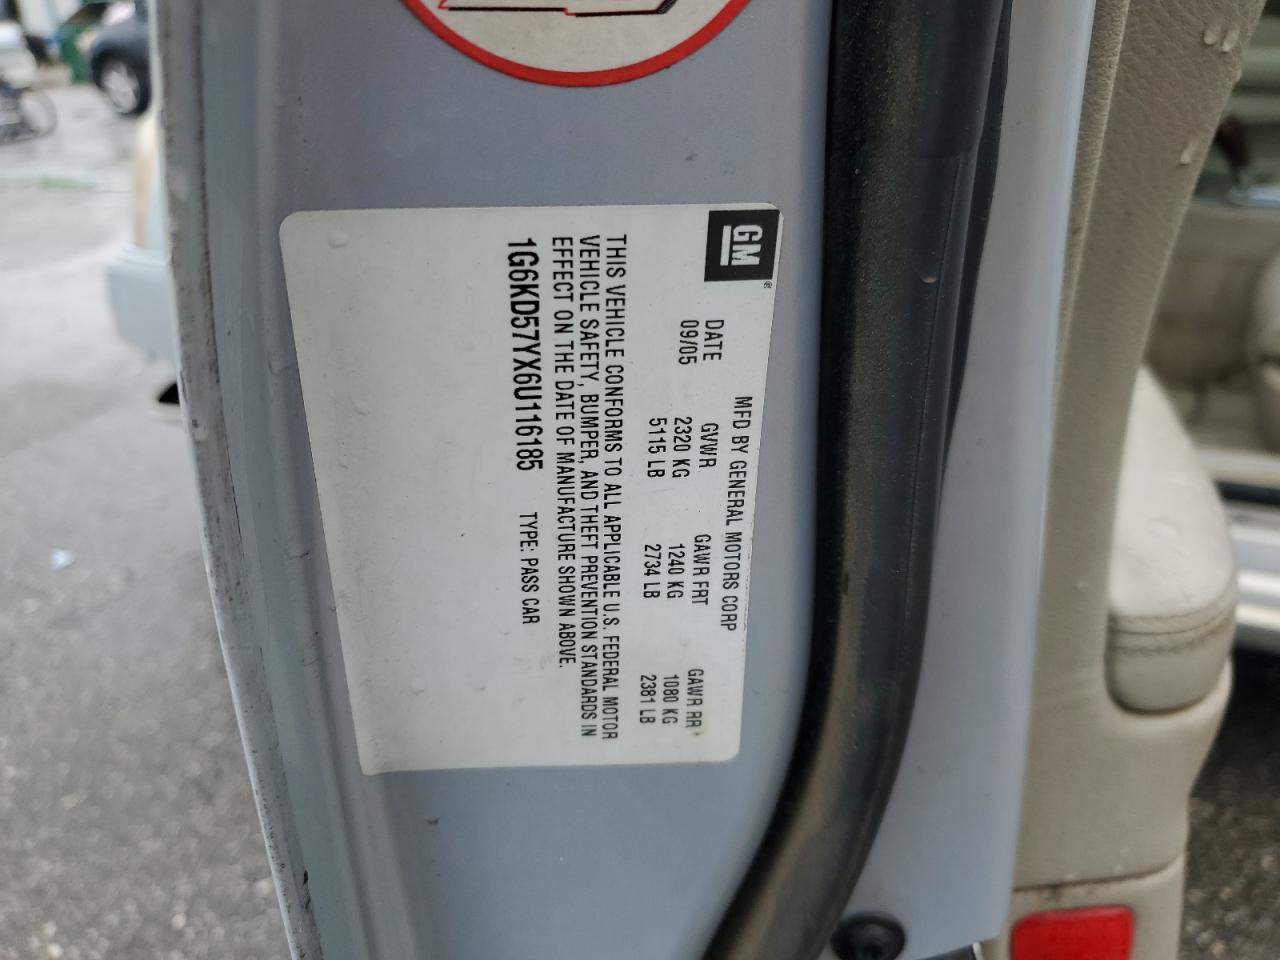 GM
MFD BY GENERAL MOTORS CORP
DATE GVWR GAWR FRT GAWR RR
09/05 2320 KG 1240 KG 1080 KG
5115 LB 2734 LB 2381 LB
THIS VEHICLE CONFORMS TO ALL APPLICABLE U.S. FEDERAL MOTOR
VEHICLE SAFETY, BUMPER, AND THEFT PREVENTION STANDARDS IN
EFFECT ON THE DATE OF MANUFACTURE SHOWN ABOVE.
1G6KD57YX6U116185 TYPE: PASS CAR